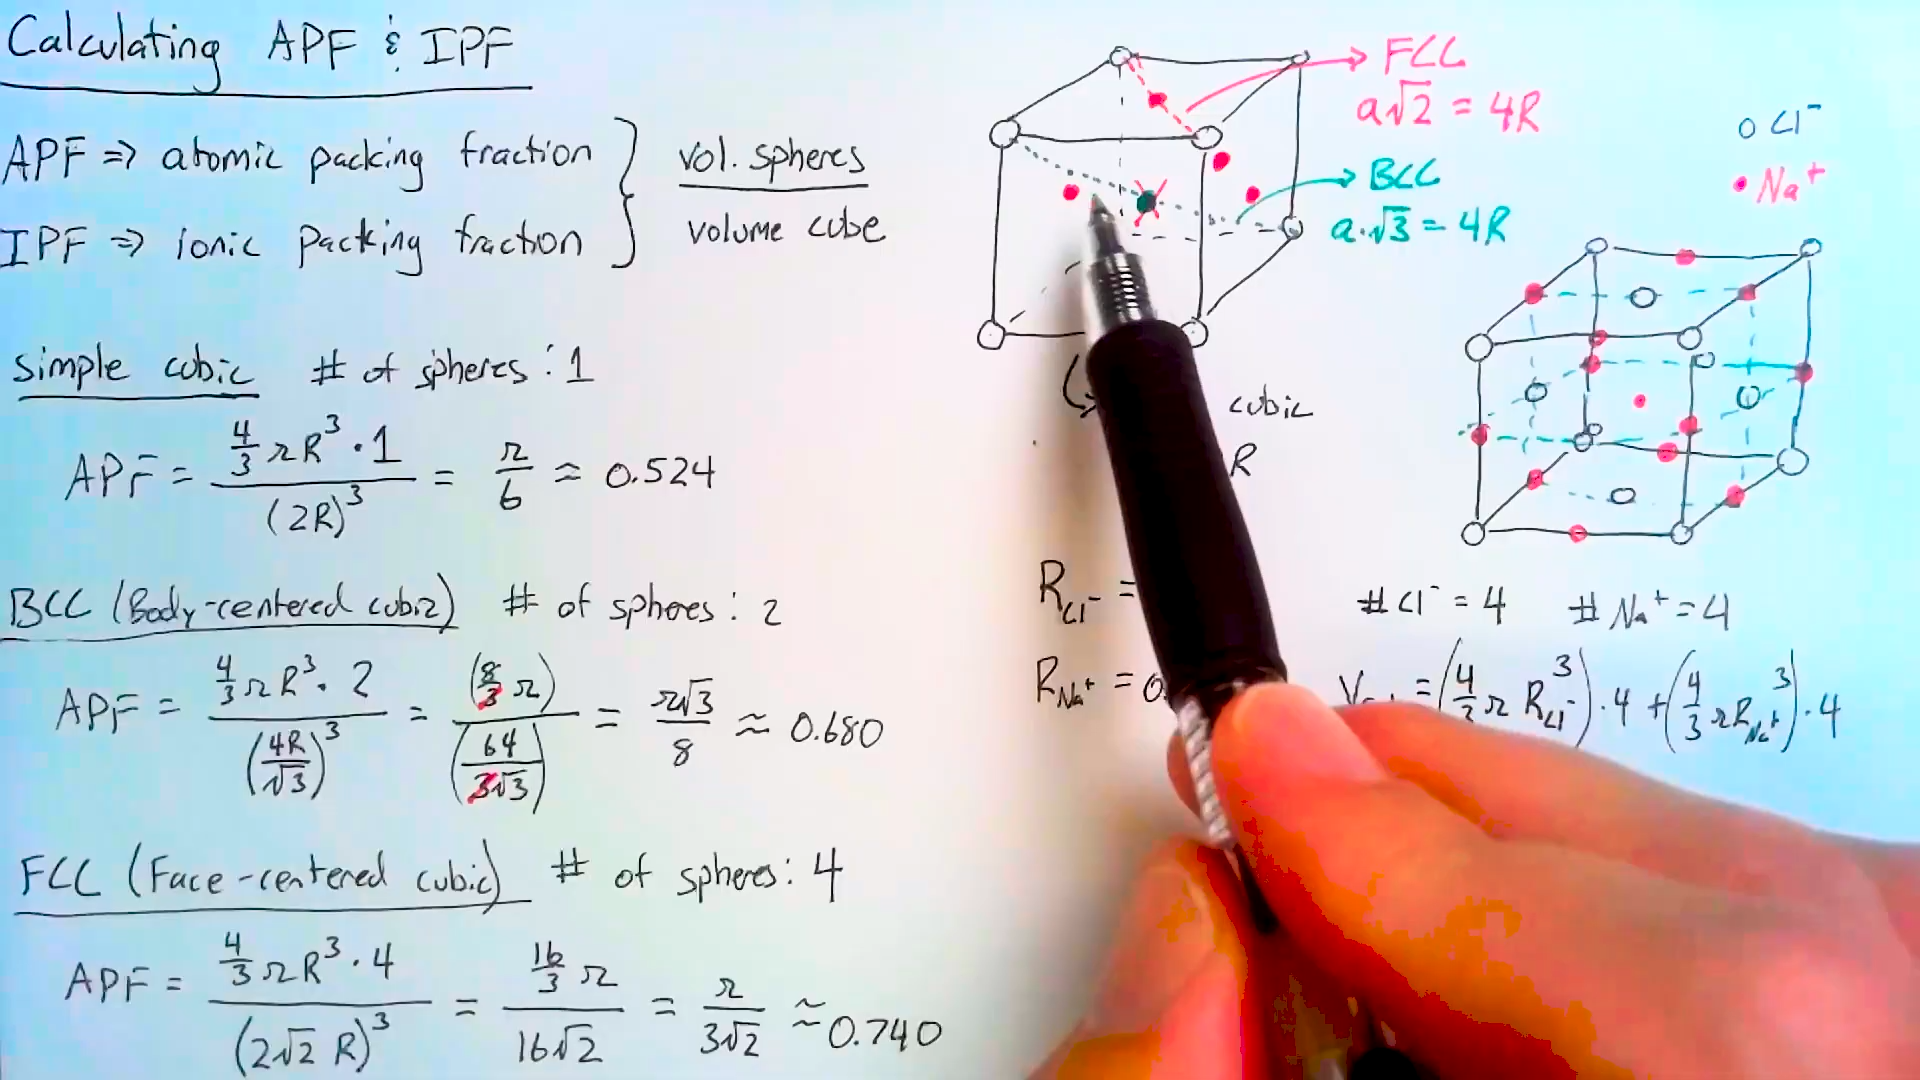 Calculating APF & IPF
APF => atomic packing fraction
IPF => ionic packing fraction
vol. spheres
volume cube
simple cubic # of spheres: 1
APF = 4/3 πR³ · 1 / (2R)³ = π/6 ≈ 0.524
BCC (Body-centered cubic) # of spheres: 2
APF = 4/3 πR³ · 2 / (4R/√3)³ = (8/3 π) / (64/3√3) = π√3/8 ≈ 0.680
FCC (Face-centered cubic) # of spheres: 4
APF = 4/3 πR³ · 4 / (2√2 R)³ = 16/3 π / 16√2 = π/3√2 ≈ 0.740
FCC
a√2 = 4R
BCC
a·√3 = 4R
cubic
R
Cl⁻
Na⁺
R Cl⁻ =
R Na⁺ = 0.
#Cl⁻ = 4 # Na⁺ = 4
= (4/3 π R Cl⁻ ³) · 4 + (4/3 π R Na⁺ ³) · 4